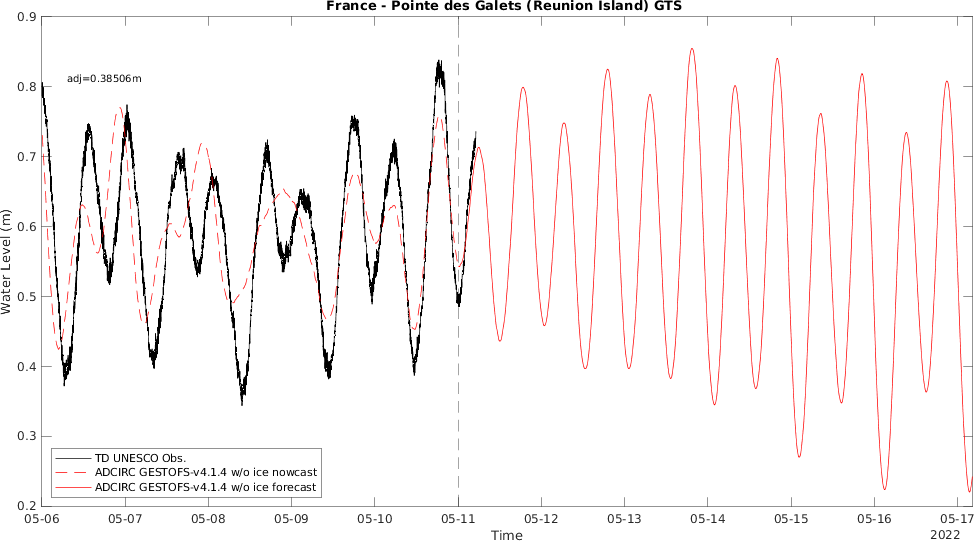 France - Pointe des Galets (Reunion Island) GTS
0.9
0.8
0.7
0.6
0.5
0.4
0.3
0.2
Water Level (m)
adj=0.38506m
TD UNESCO Obs.
ADCIRC GESTOFS-v4.1.4 w/o ice nowcast
ADCIRC GESTOFS-v4.1.4 w/o ice forecast
05-06 05-07 05-08 05-09 05-10 05-11 05-12 05-13 05-14 05-15 05-16 05-17
Time
2022